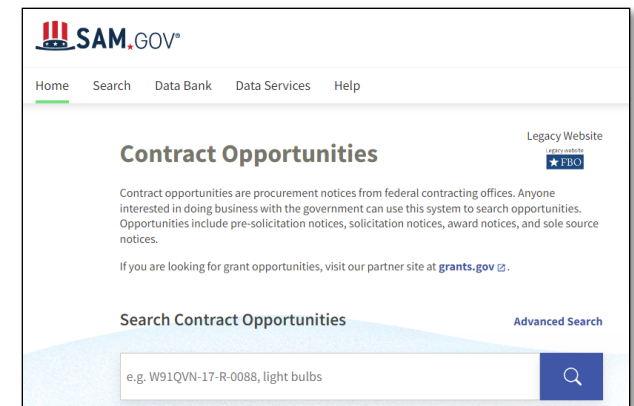 SAM.GOV®
Home Search Data Bank Data Services Help
Legacy Website
Contract Opportunities
Legacy website
FBO
Contract opportunities are procurement notices from federal contracting offices. Anyone
interested in doing business with the government can use this system to search opportunities.
Opportunities include pre-solicitation notices, solicitation notices, award notices, and sole source
notices.
If you are looking for grant opportunities, visit our partner site at grants.gov.
Search Contract Opportunities
Advanced Search
e.g. W91QVN-17-R-0088, light bulbs